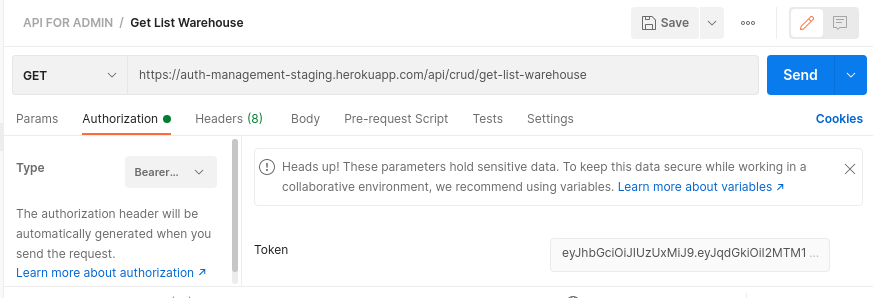 API FOR ADMIN / Get List Warehouse
Save
GET
https://auth-management-staging.herokuapp.com/api/crud/get-list-warehouse
Send
Params Authorization Headers (8) Body Pre-request Script Tests Settings Cookies
Type
Bearer...
The authorization header will be
automatically generated when you
send the request.
Learn more about authorization ↗
Heads up! These parameters hold sensitive data. To keep this data secure while working in a
collaborative environment, we recommend using variables. Learn more about variables ↗
Token
eyJhbGciOiJIUzUxMiJ9.eyJqdGkiOiI2MTM1 ...